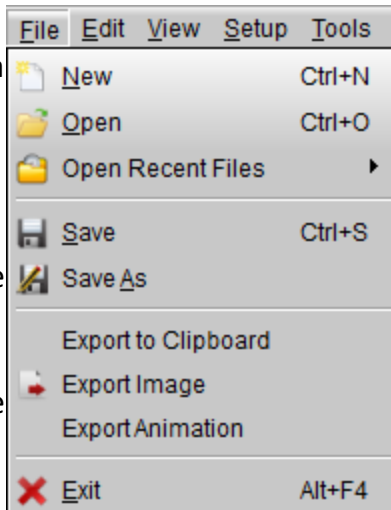 File Edit View Setup Tools
New Ctrl+N
Open Ctrl+O
Open Recent Files
Save Ctrl+S
Save As
Export to Clipboard
Export Image
Export Animation
Exit Alt+F4